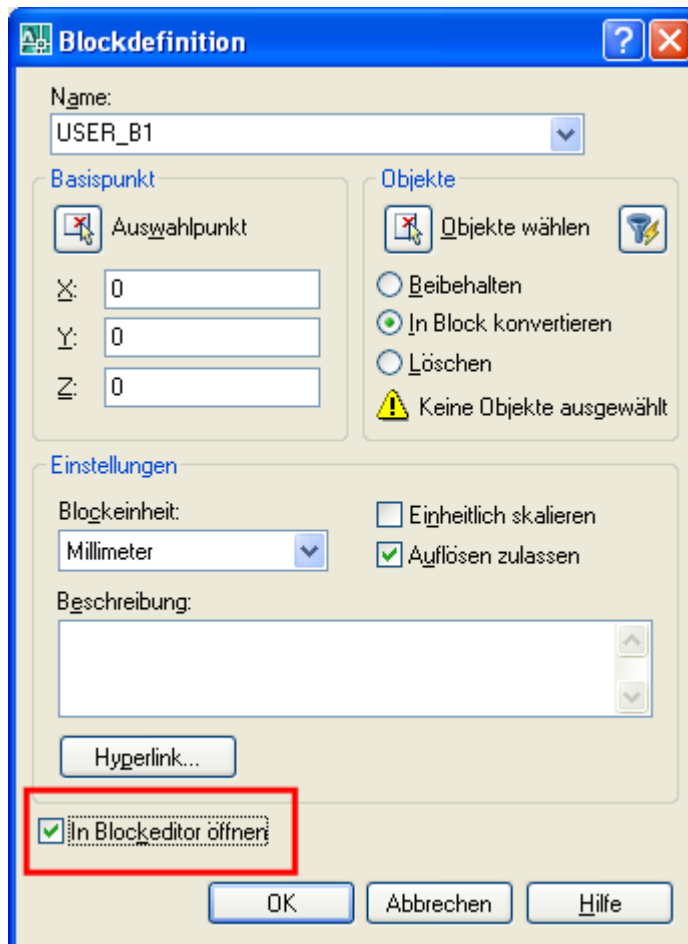 Blockdefinition
Name:
USER_B1
Basispunkt
Auswahlpunkt
X: 0
Y: 0
Z: 0
Objekte
Objekte wählen
Beibehalten
In Block konvertieren
Löschen
Keine Objekte ausgewählt
Einstellungen
Blockeinheit:
Millimeter
Einheitlich skalieren
Auflösen zulassen
Beschreibung:
Hyperlink...
In Blockeditor öffnen
OK Abbrechen Hilfe